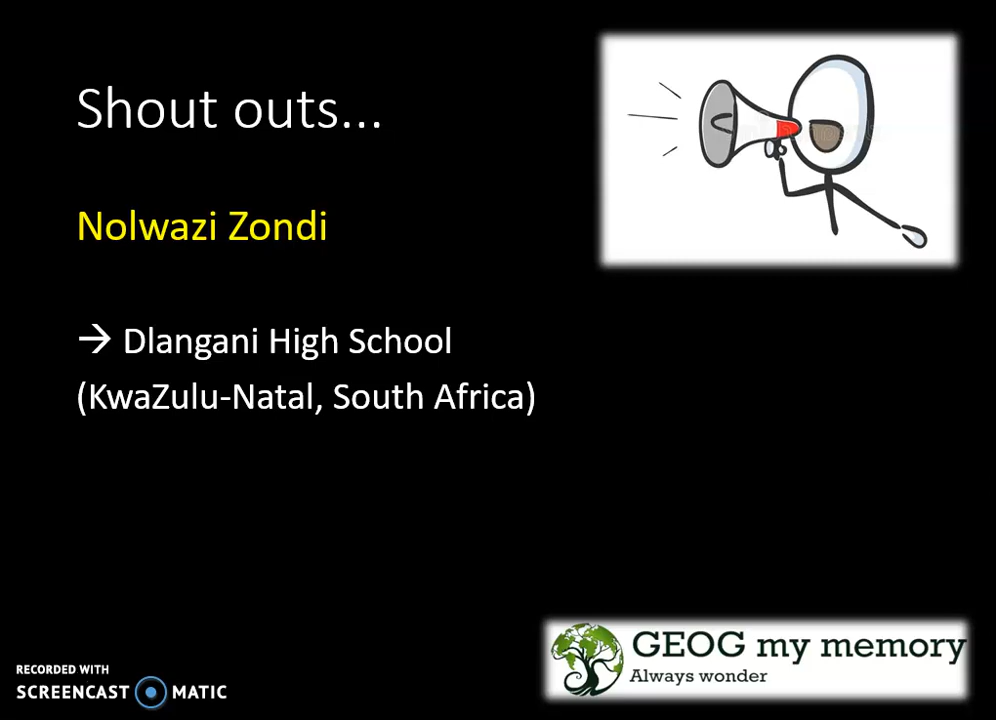 Shout outs...
Nolwazi Zondi
→ Dlangani High School
(KwaZulu-Natal, South Africa)
GEOG my memory
Always wonder
RECORDED WITH
SCREENCAST MATIC